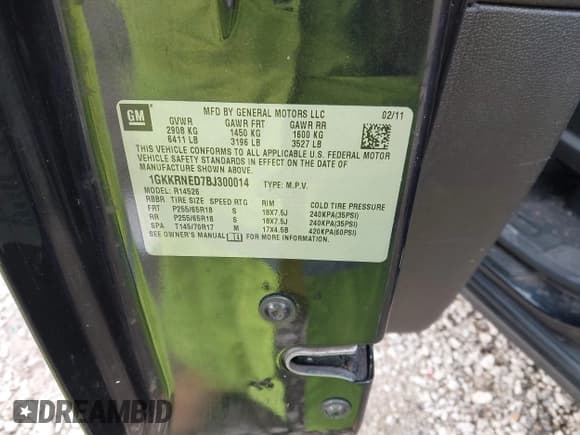 GM
MFD BY GENERAL MOTORS LLC 02/11
GVWR GAWR FRT GAWR RR
2908 KG 1450 KG 1600 KG
6411 LB 3196 LB 3527 LB
THIS VEHICLE CONFORMS TO ALL APPLICABLE U.S. FEDERAL MOTOR
VEHICLE SAFETY STANDARDS IN EFFECT ON THE DATE OF
MANUFACTURE SHOWN ABOVE.
1GKKRNED7BJ300014 TYPE: M.P.V.
MODEL: R14526
RBBR TIRE SIZE SPEED RTG RIM COLD TIRE PRESSURE
FRT P255/65R18 S 18X7.5J 240KPA(35PSI)
RR P255/65R18 S 18X7.5J 240KPA(35PSI)
SPA T145/70R17 M 17X4.5B 420KPA(60PSI)
SEE OWNER'S MANUAL FOR MORE INFORMATION.
DREAMBID